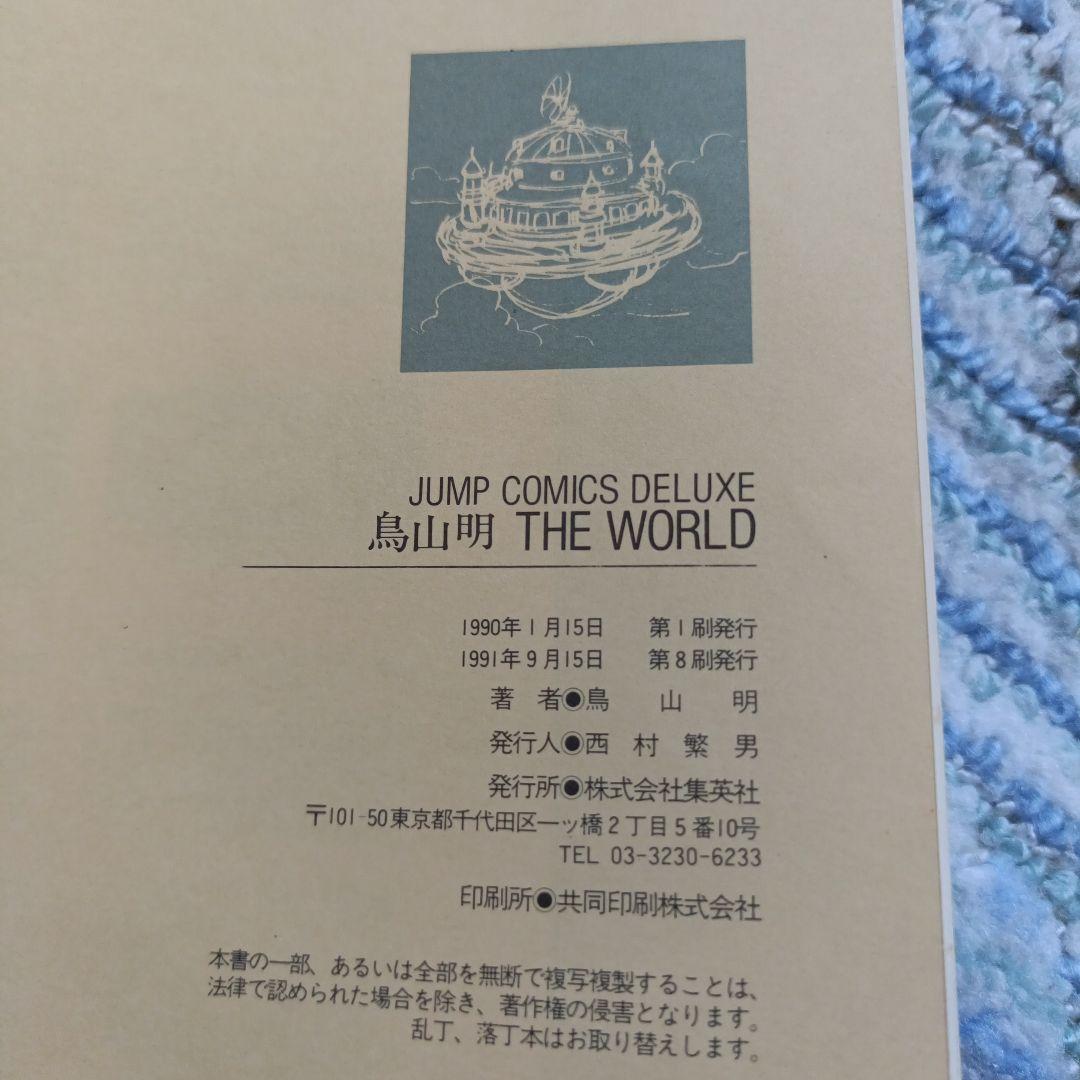 JUMP COMICS DELUXE
鳥山明 THE WORLD
1990年1月15日 第1刷発行
1991年9月15日 第8刷発行
著 者◉鳥 山 明
発行人◉西 村 繁 男
発行所◉株式会社集英社
〒101-50東京都千代田区一ッ橋2丁目5番10号
TEL 03-3230-6233
印刷所◉共同印刷株式会社
本書の一部、あるいは全部を無断で複写複製することは、
法律で認められた場合を除き、著作権の侵害となります。
乱丁、落丁本はお取り替えします。